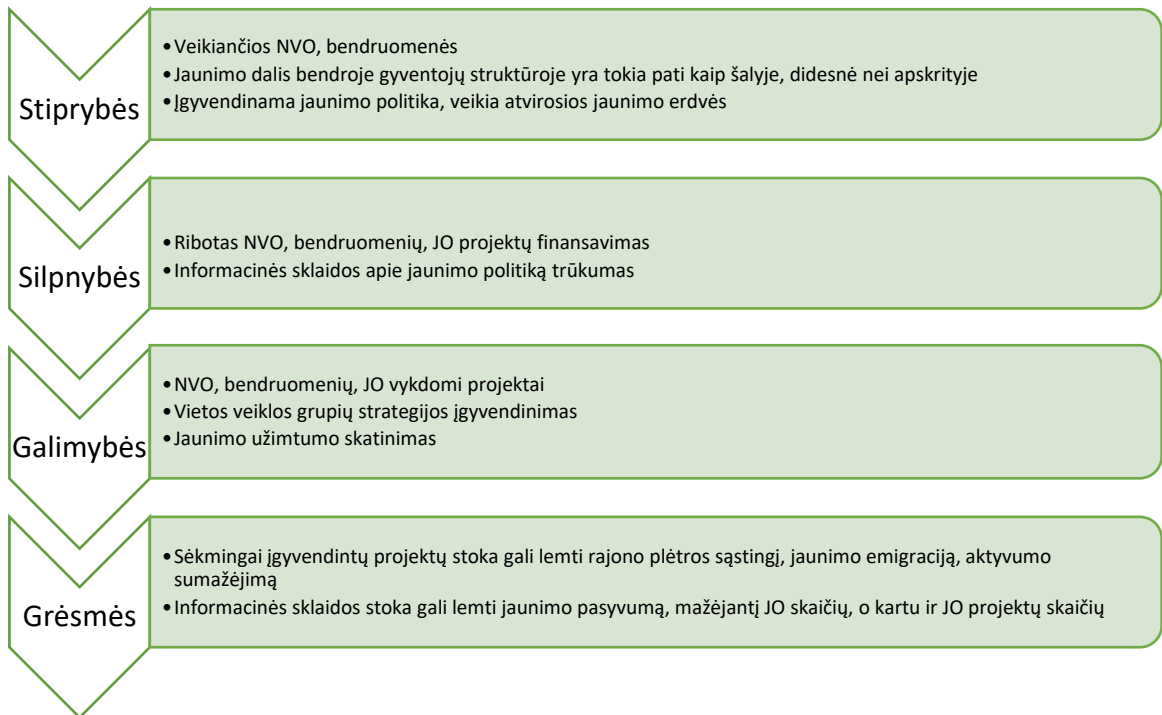 Stiprybės
• Veikiančios NVO, bendruomenės
• Jaunimo dalis bendroje gyventojų struktūroje yra tokia pati kaip šalyje, didesnė nei apskrityje
• Įgyvendinama jaunimo politika, veikia atvirosios jaunimo erdvės
Silpnybės
• Ribotas NVO, bendruomenių, JO projektų finansavimas
• Informacinės sklaidos apie jaunimo politiką trūkumas
Galimybės
• NVO, bendruomenių, JO vykdomi projektai
• Vietos veiklos grupių strategijos įgyvendinimas
• Jaunimo užimtumo skatinimas
Grėsmės
• Sėkmingai įgyvendintų projektų stoka gali lemti rajono plėtros sąstingį, jaunimo emigraciją, aktyvumo
sumažėjimą
• Informacinės sklaidos stoka gali lemti jaunimo pasyvumą, mažėjantį JO skaičių, o kartu ir JO projektų skaičių